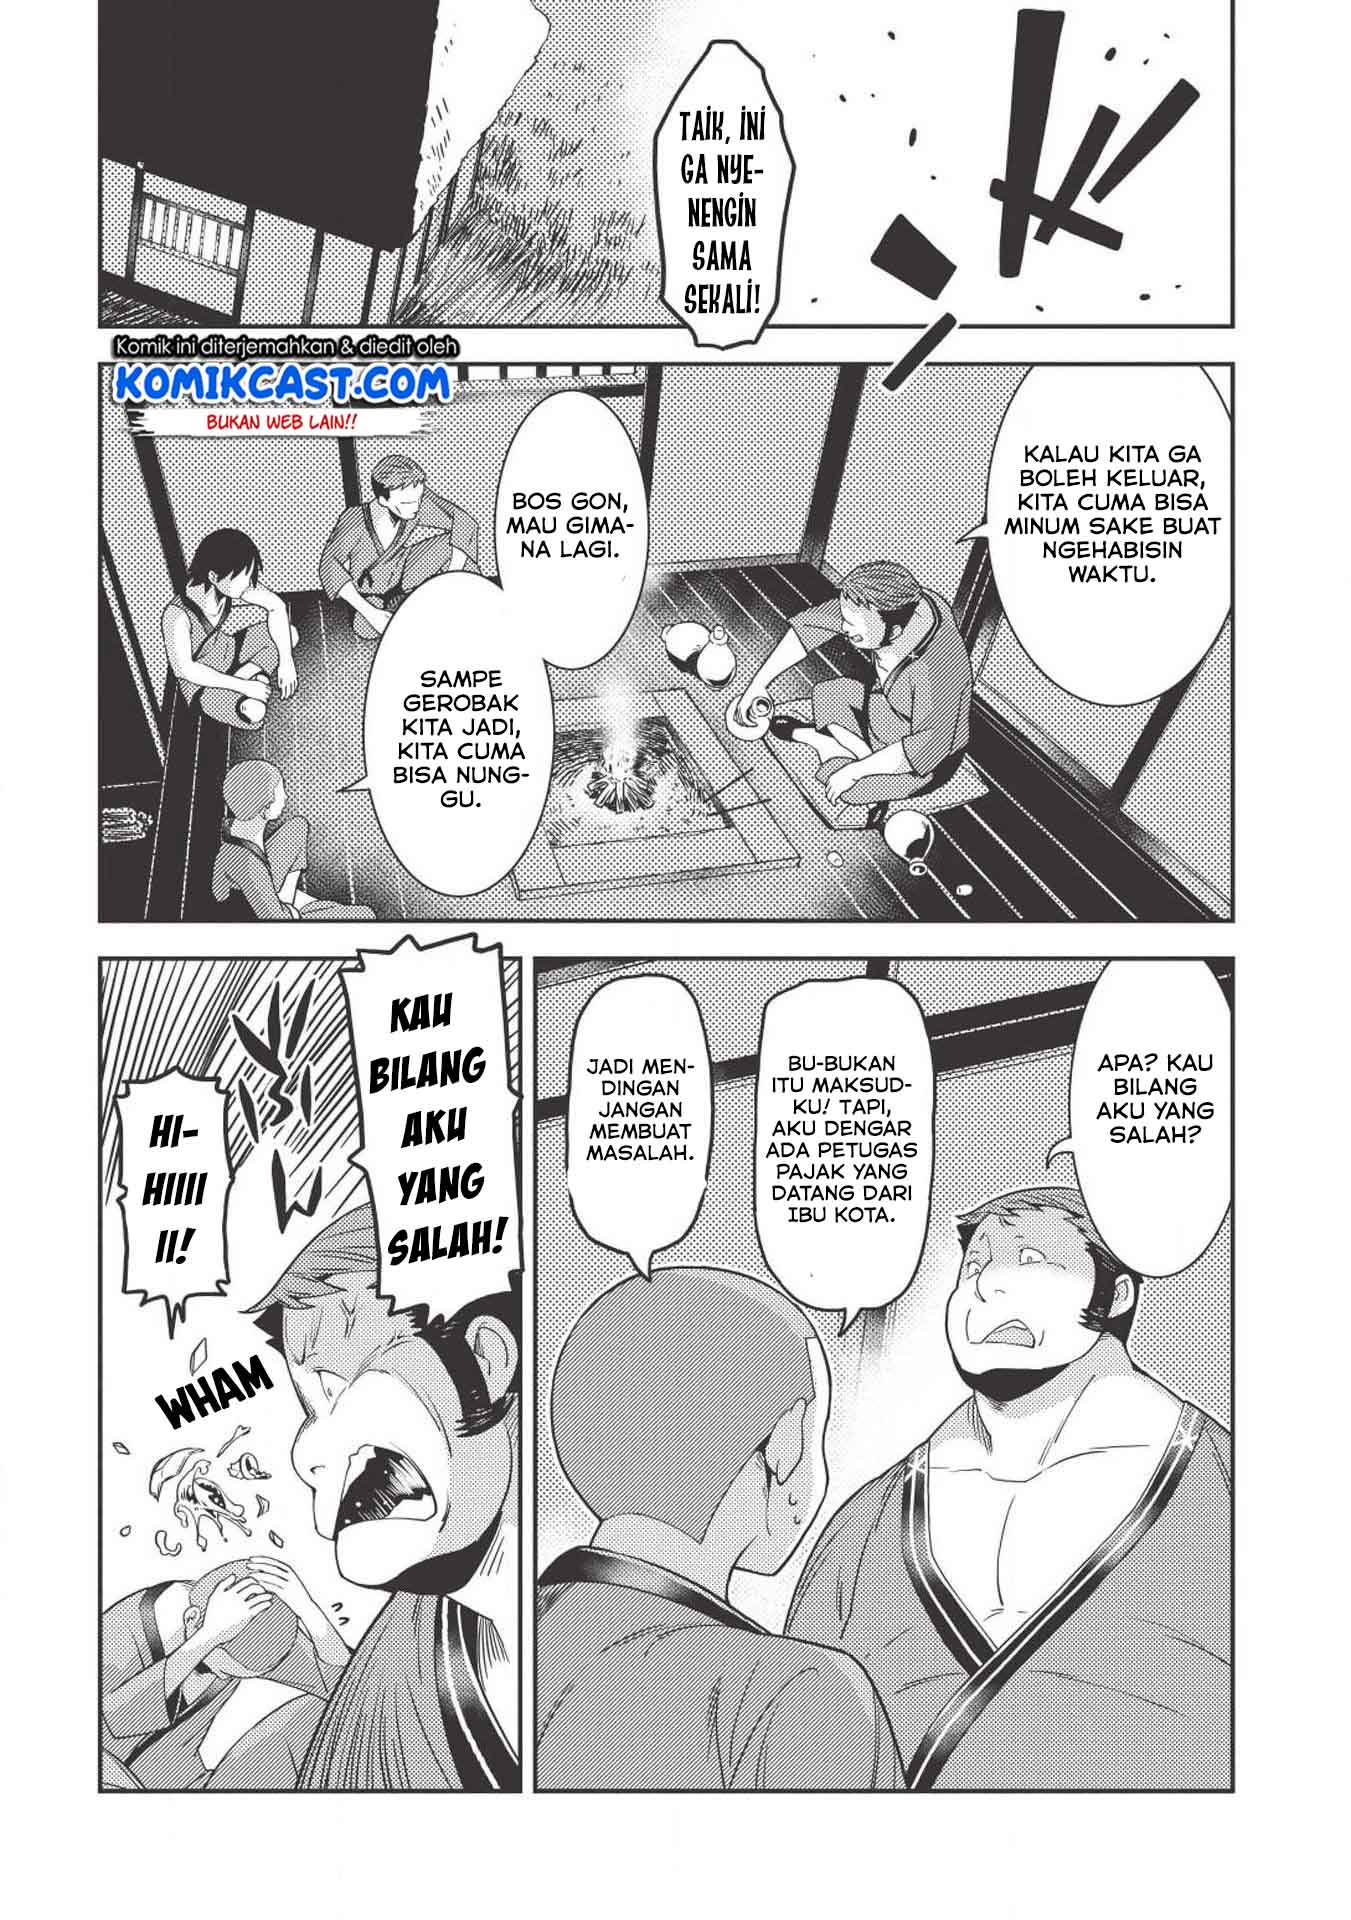 TAIK, INI
GA NYE-
NENGIN
SAMA
SEKALI!
Komik ini diterjemahkan & diedit oleh
KOMIKCAST.COM
BUKAN WEB LAIN!!
KALAU KITA GA
BOLEH KELUAR,
KITA CUMA BISA
MINUM SAKE BUAT
NGEHABISIN
WAKTU.
BOS GON,
MAU GIMA-
NA LAGI.
SAMPE
GEROBAK
KITA JADI,
KITA CUMA
BISA NUNG-
GU.
APA? KAU
BILANG
AKU YANG
SALAH?
BU-BUKAN
ITU MAKSUD-
KU! TAPI,
AKU DENGAR
ADA PETUGAS
PAJAK YANG
DATANG DARI
IBU KOTA.
JADI MEN-
DINGAN
JANGAN
MEMBUAT
MASALAH.
KAU
BILANG
AKU
YANG
SALAH!
HI-
HIIII
II!
WHAM